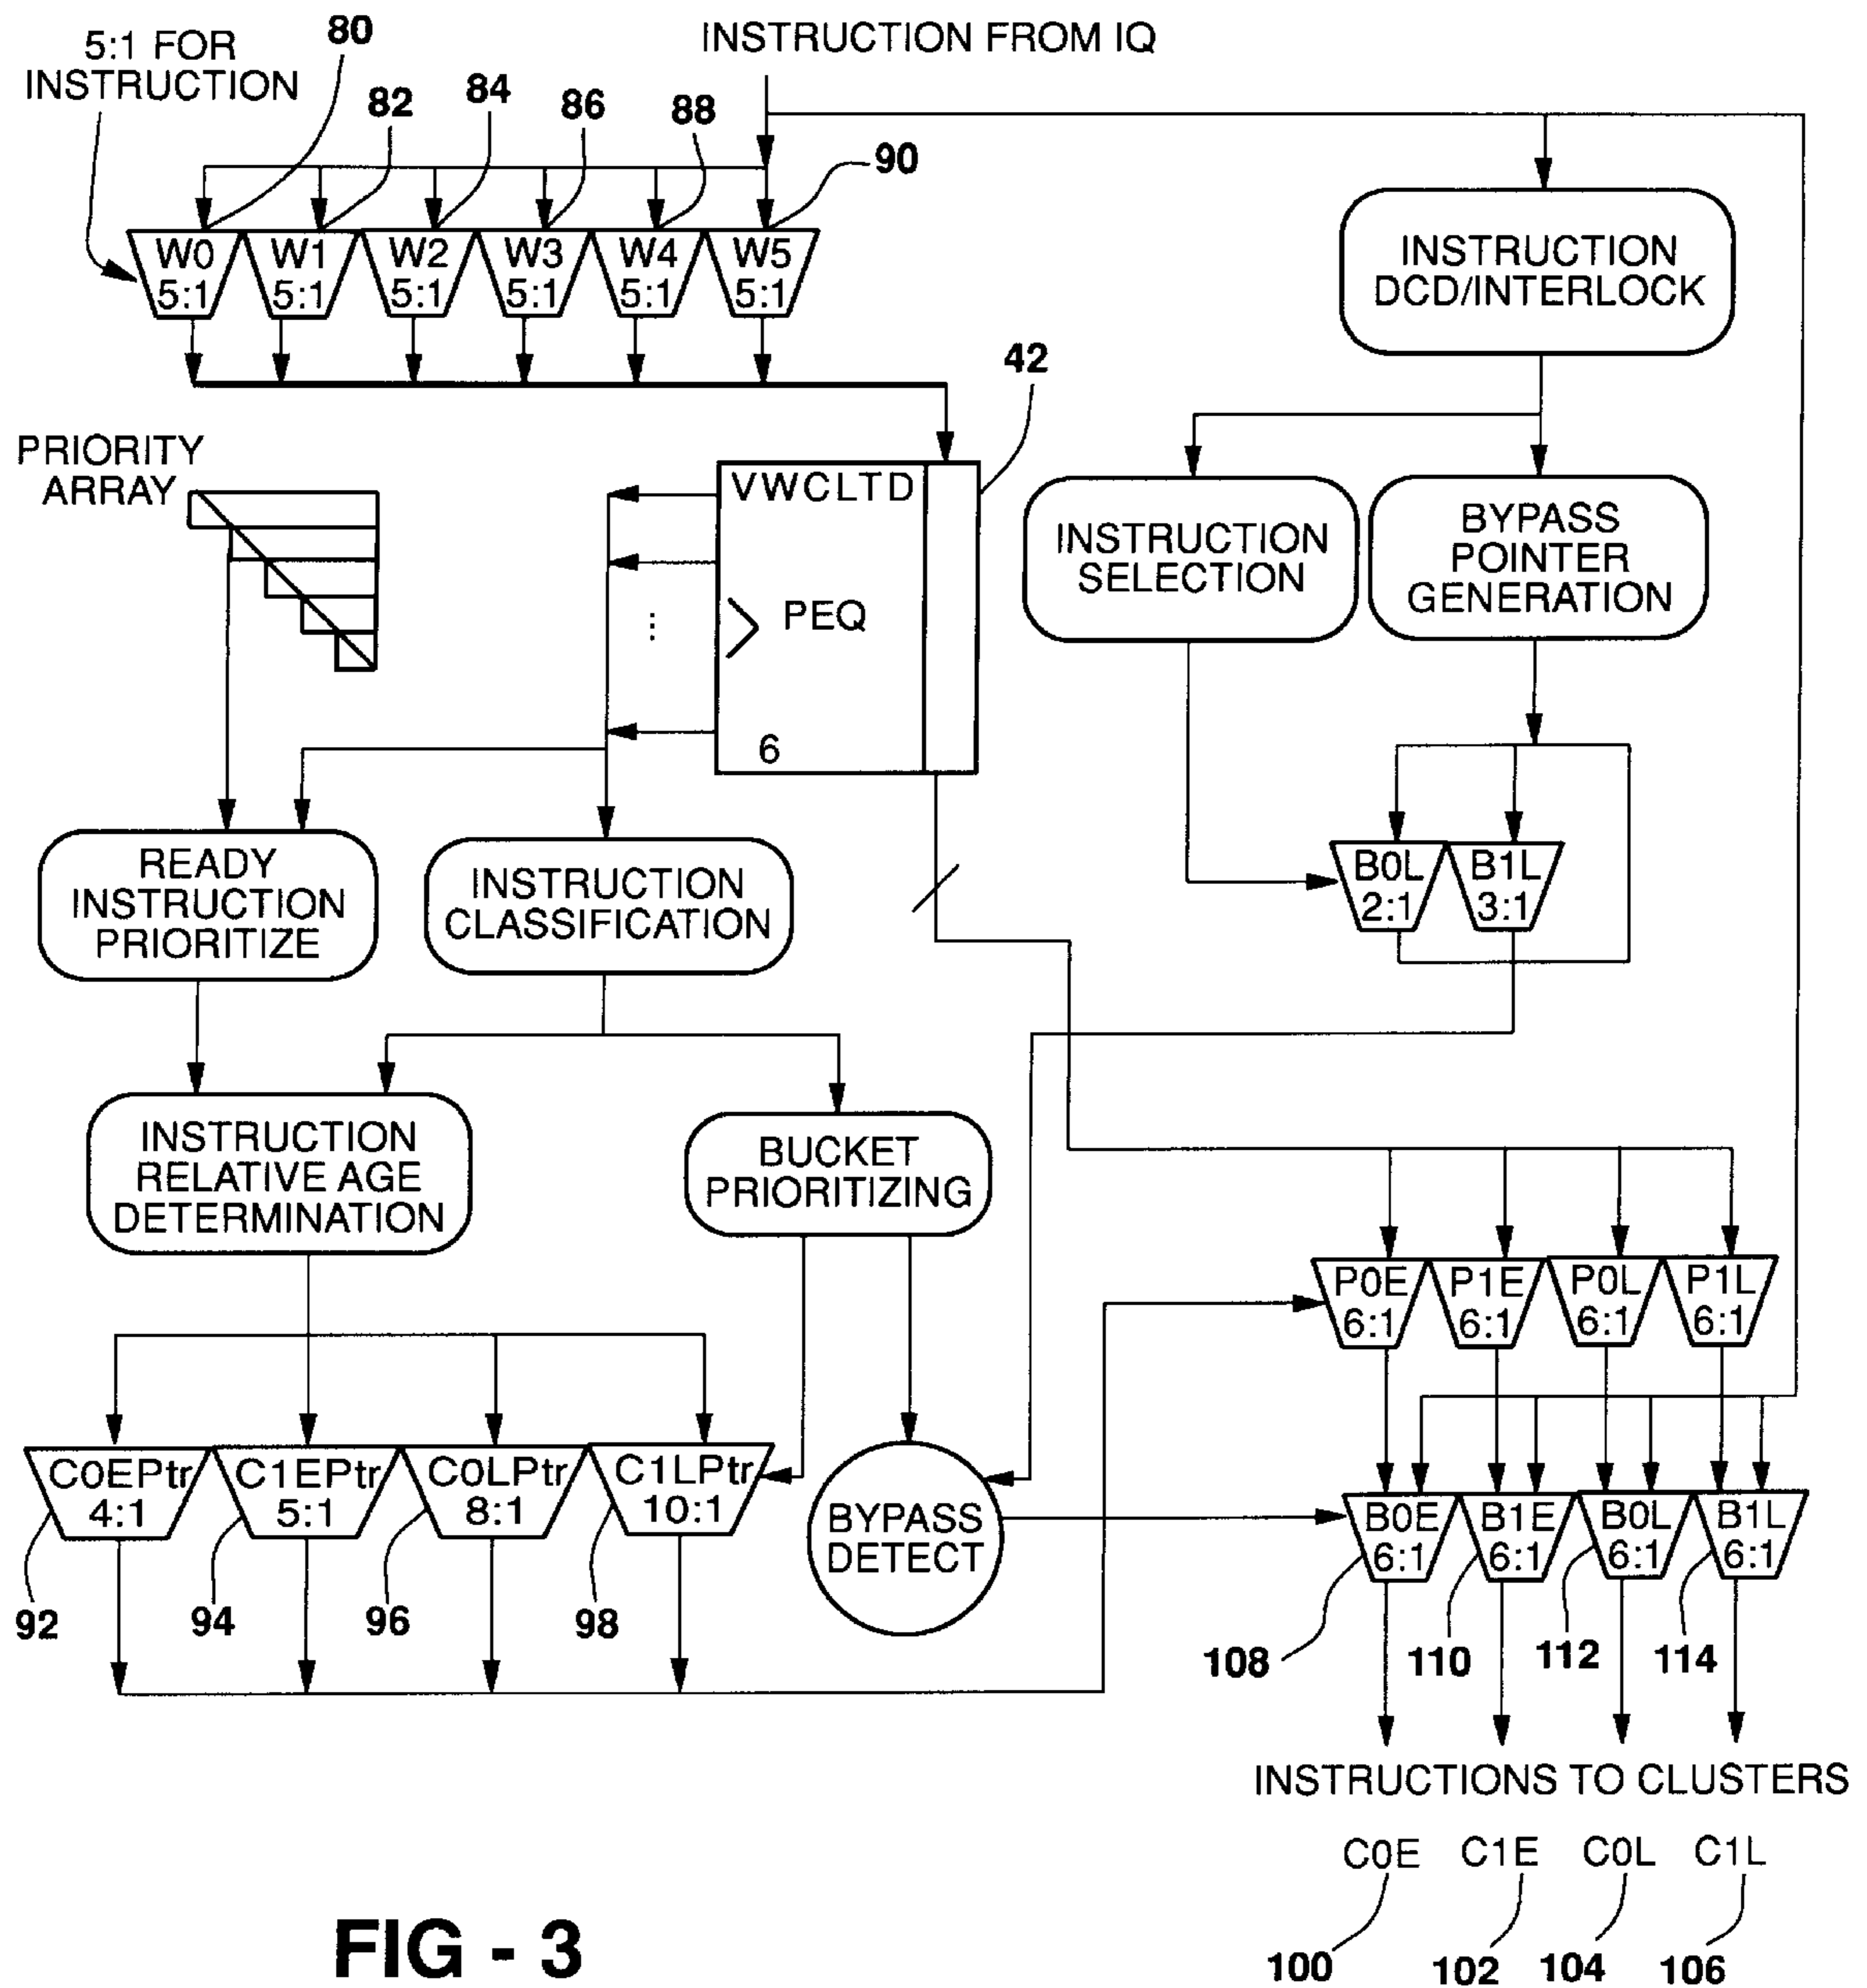 5:1 FOR
INSTRUCTION
80
INSTRUCTION FROM IQ
82
84
86
88
90
W0
5:1
W1
5:1
W2
5:1
W3
5:1
W4
5:1
W5
5:1
INSTRUCTION
DCD/INTERLOCK
42
PRIORITY
ARRAY
VWCLTD
PEQ
...
6
INSTRUCTION
SELECTION
BYPASS
POINTER
GENERATION
B0L
2:1
B1L
3:1
READY
INSTRUCTION
PRIORITIZE
INSTRUCTION
CLASSIFICATION
INSTRUCTION
RELATIVE AGE
DETERMINATION
BUCKET
PRIORITIZING
P0E
6:1
P1E
6:1
P0L
6:1
P1L
6:1
C0EPtr
4:1
C1EPtr
5:1
C0LPtr
8:1
C1LPtr
10:1
BYPASS
DETECT
B0E
6:1
B1E
6:1
B0L
6:1
B1L
6:1
92
94
96
98
108
110
112
114
INSTRUCTIONS TO CLUSTERS
C0E
C1E
C0L
C1L
100
102
104
106
FIG - 3